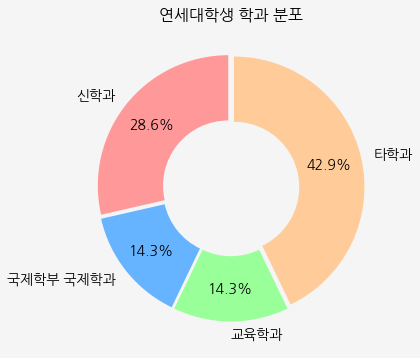 연세대학생 학과 분포
신학과
28.6%
타학과
42.9%
국제학부 국제학과
14.3%
교육학과
14.3%